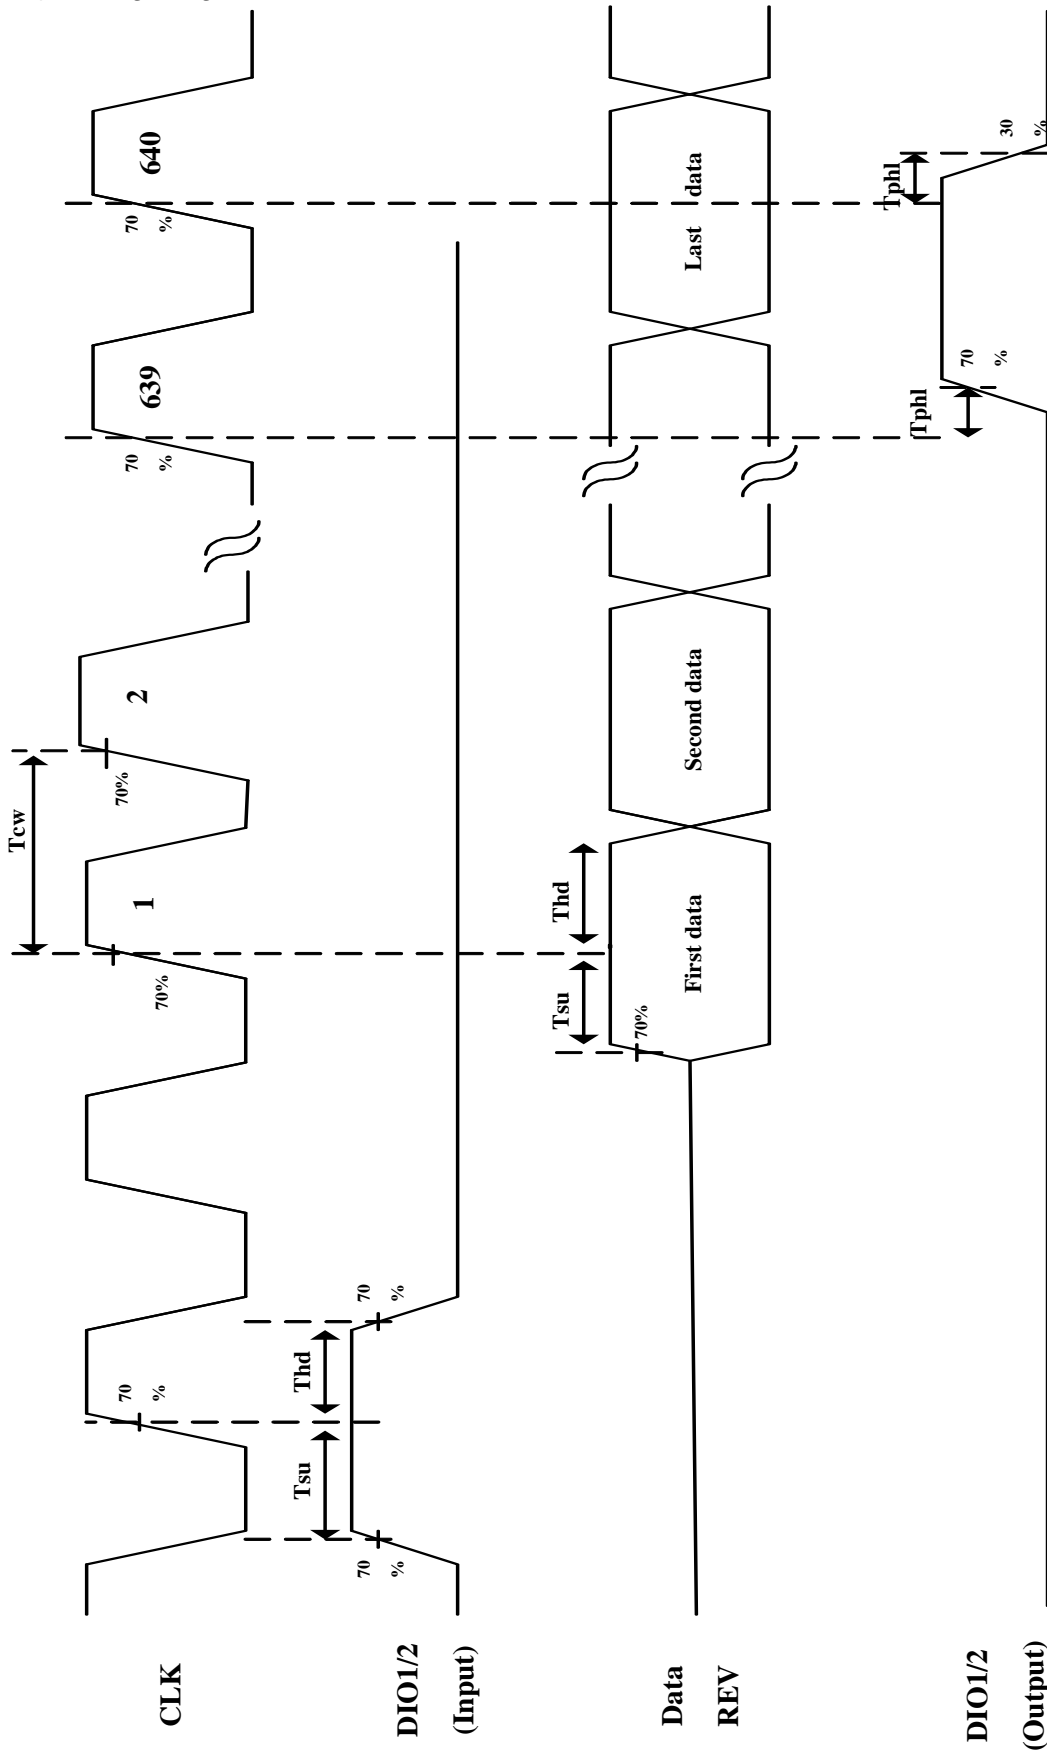 Tcw
CLK
70
%
70%
1
70%
2
70
%
639
70
%
640
DIO1/2
(Input)
70
%
Tsu
Thd
70
%
Data
REV
Tsu
Thd
70%
First data
Second data
Last data
DIO1/2
(Output)
Tphl
70
%
Tphl
30
%